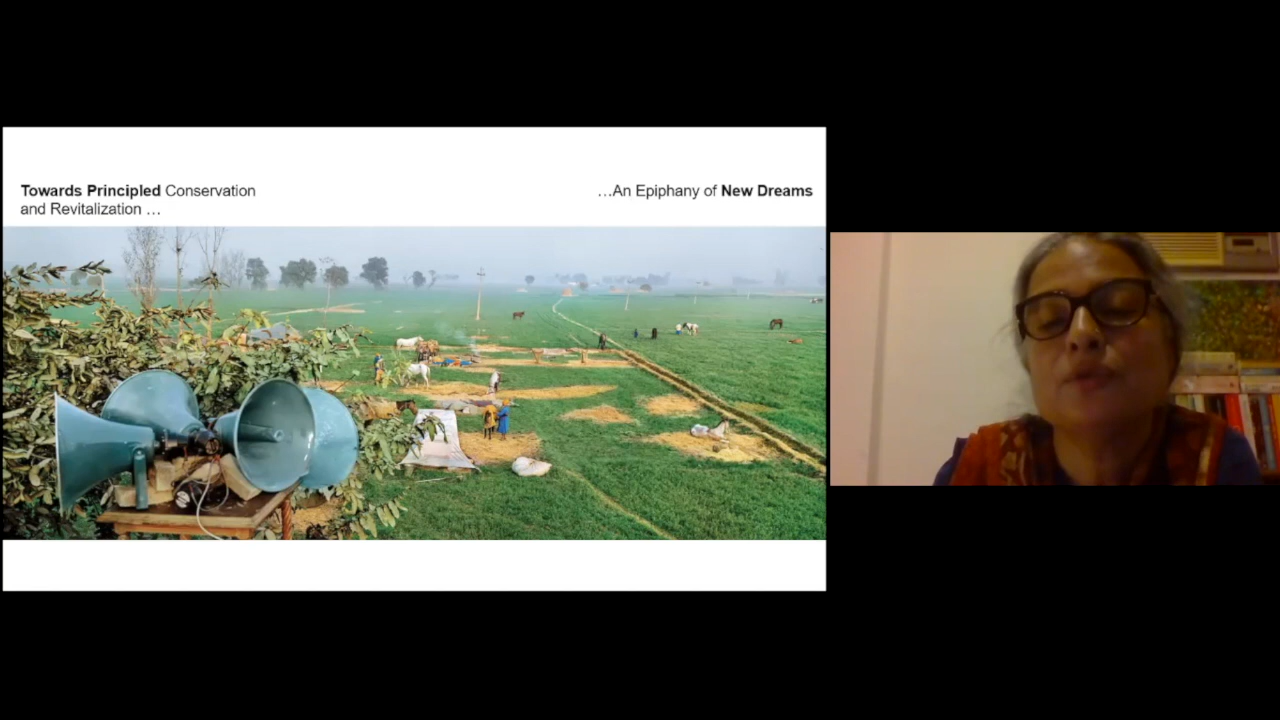 Towards Principled Conservation
and Revitalization …
…An Epiphany of New Dreams